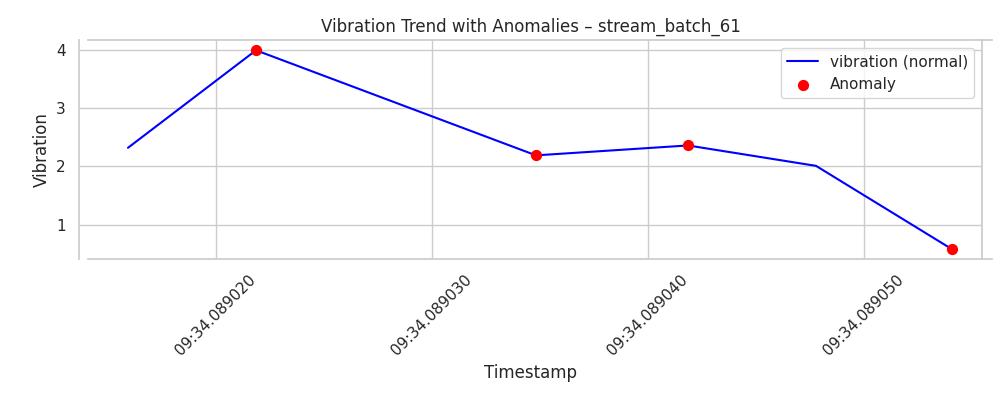 Vibration Trend with Anomalies – stream_batch_61
vibration (normal)
Anomaly
Vibration
4
3
2
1
09:34.089020
09:34.089030
09:34.089040
09:34.089050
Timestamp